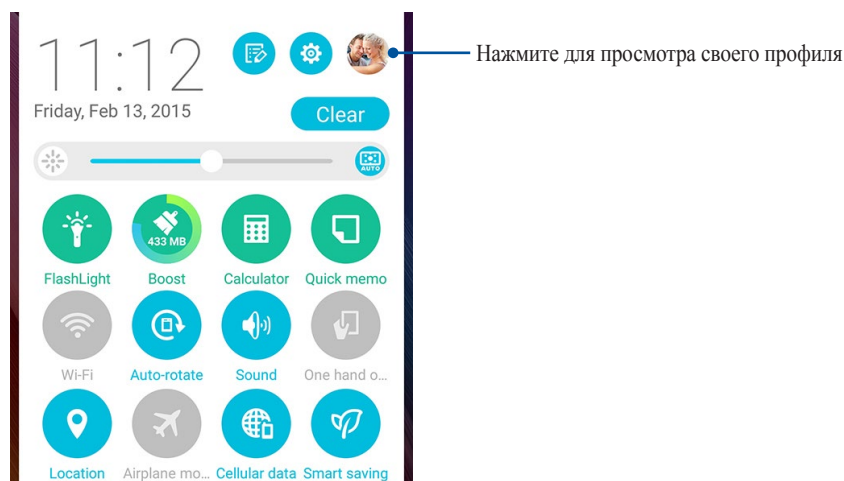 11:12
Нажмите для просмотра своего профиля
Friday, Feb 13, 2015
Clear
AUTO
433 MB
FlashLight Boost Calculator Quick memo
Wi-Fi Auto-rotate Sound One hand o...
Location Airplane mo... Cellular data Smart saving